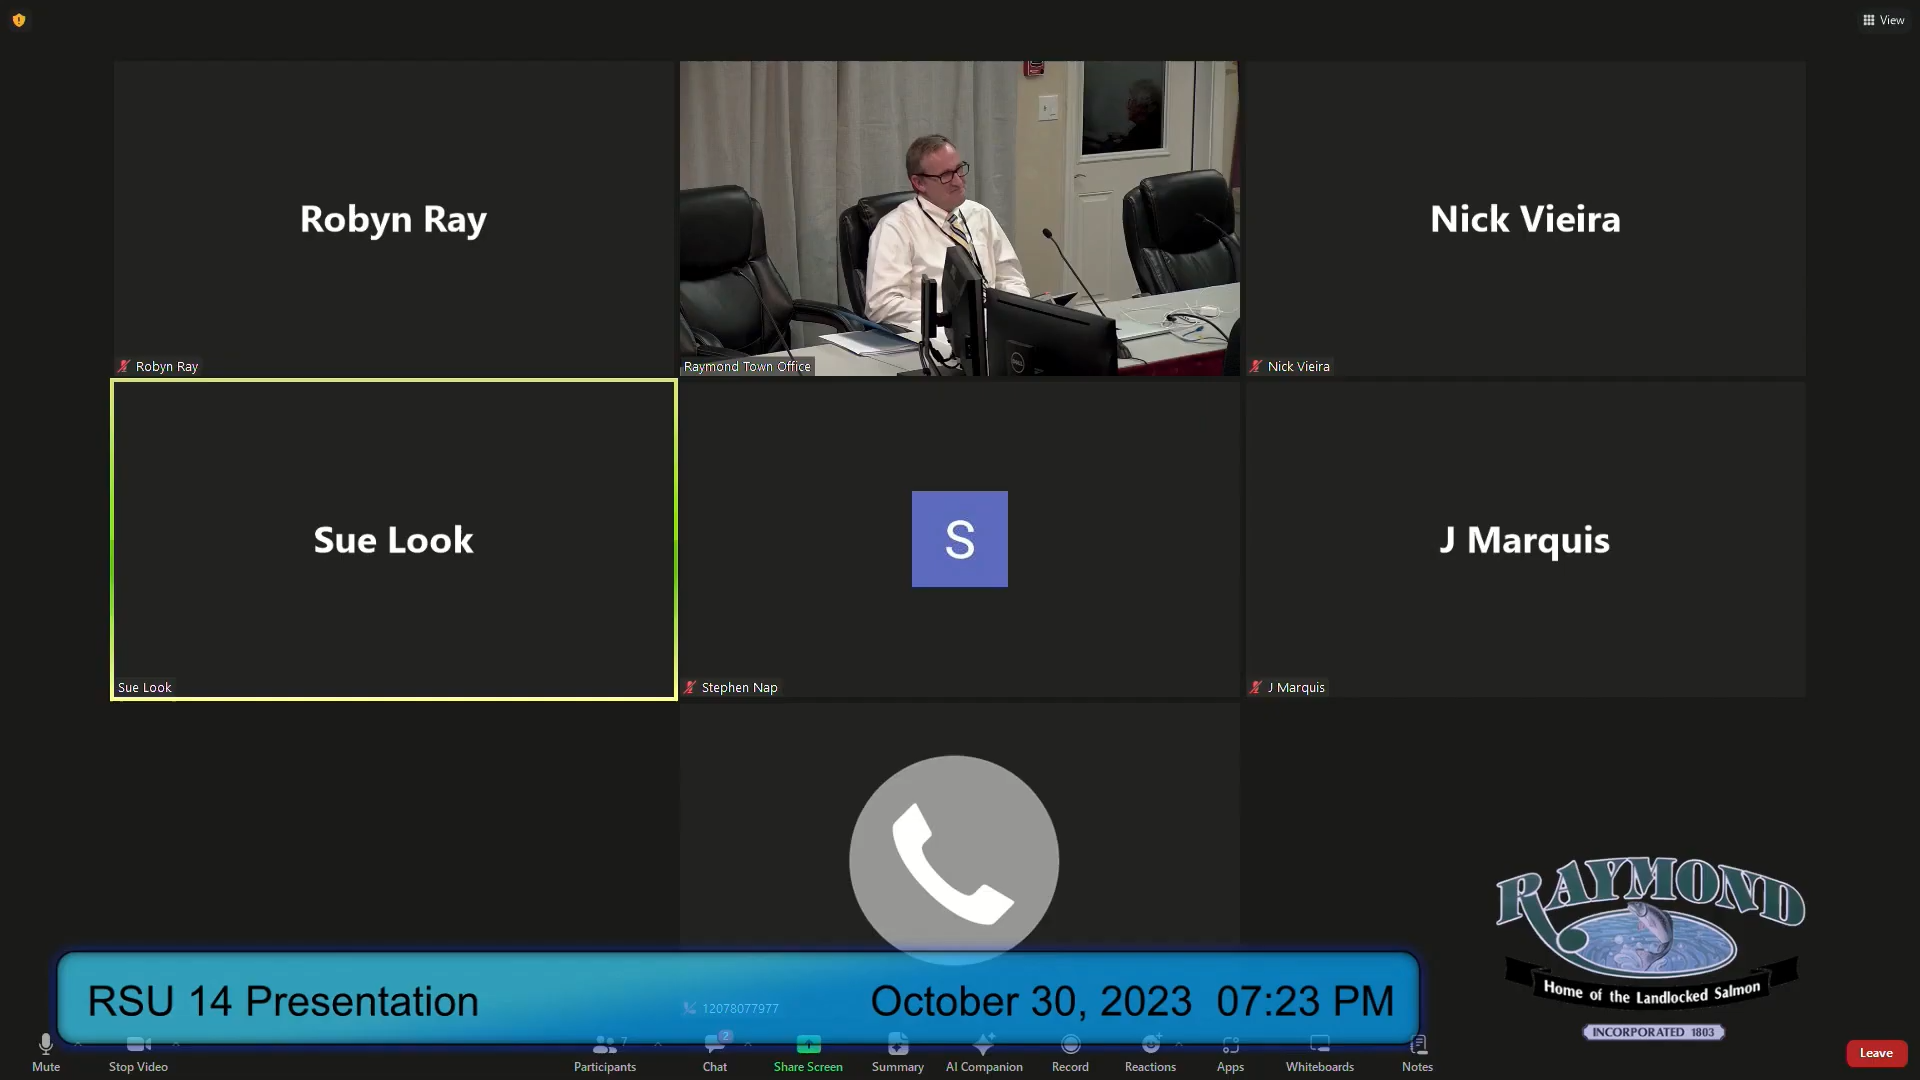 View
Robyn Ray
Nick Vieira
Robyn Ray
Raymond Town Office
Nick Vieira
Sue Look
S
J Marquis
Sue Look
Stephen Nap
J Marquis
RAYMOND
Home of the Landlocked Salmon
INCORPORATED 1803
RSU 14 Presentation
12078077977
October 30, 2023 07:23 PM
7
2
Mute
Stop Video
Participants
Chat
Share Screen
Summary
AI Companion
Record
Reactions
Apps
Whiteboards
Notes
Leave